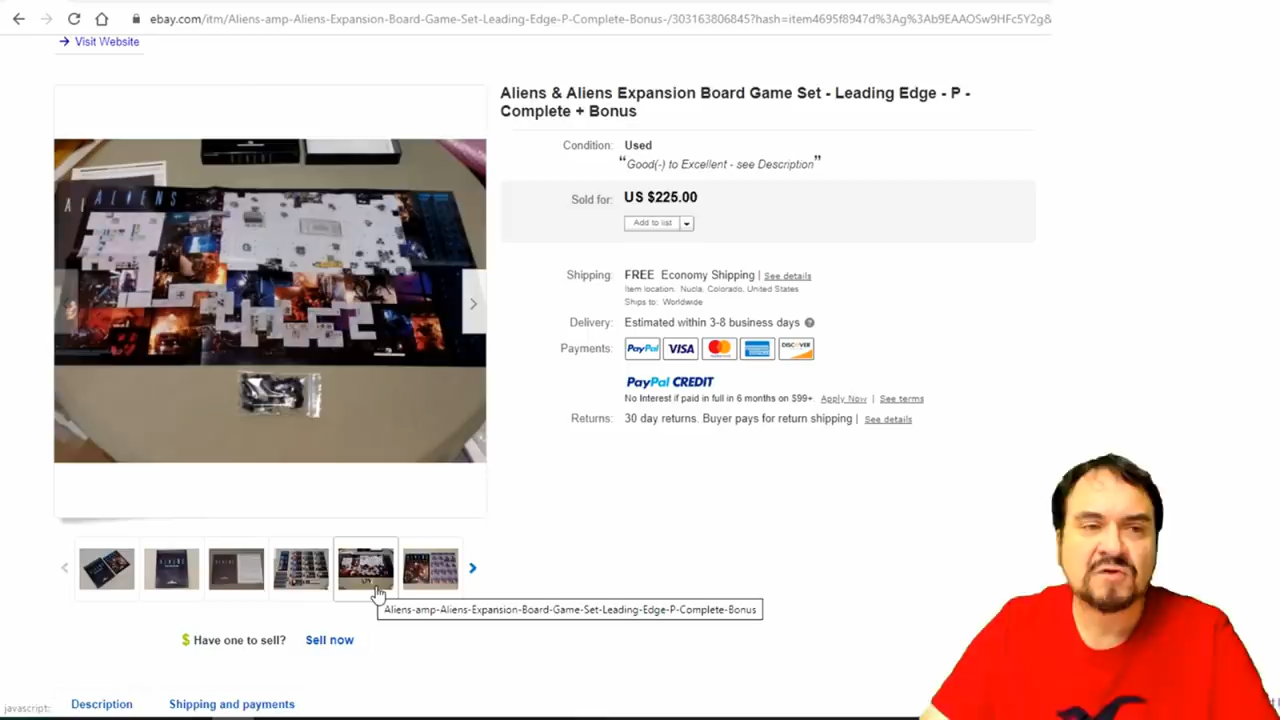 ebay.com/itm/Aliens-amp-Aliens-Expansion-Board-Game-Set-Leading-Edge-P-Complete-Bonus-/303163806845?hash=item4695f8947d%3Ag%3Ab9EAAOSw9HFc5Y2g&
→ Visit Website
Aliens & Aliens Expansion Board Game Set - Leading Edge - P -
Complete + Bonus
Condition: Used
“Good(-) to Excellent - see Description”
Sold for: US $225.00
Add to list
Shipping: FREE Economy Shipping | See details
Item location: Nucla, Colorado, United States
Ships to: Worldwide
Delivery: Estimated within 3-8 business days
Payments: PayPal VISA MasterCard DISCOVER
PayPal CREDIT
No Interest if paid in full in 6 months on $99+. Apply Now | See terms
Returns: 30 day returns. Buyer pays for return shipping | See details
ALIENS
Aliens-amp-Aliens-Expansion-Board-Game-Set-Leading-Edge-P-Complete-Bonus
$ Have one to sell? Sell now
Description Shipping and payments
javascript: